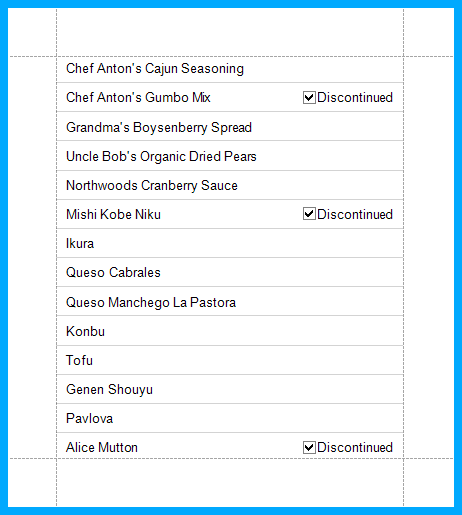 Chef Anton's Cajun Seasoning
Chef Anton's Gumbo Mix Discontinued
Grandma's Boysenberry Spread
Uncle Bob's Organic Dried Pears
Northwoods Cranberry Sauce
Mishi Kobe Niku Discontinued
Ikura
Queso Cabrales
Queso Manchego La Pastora
Konbu
Tofu
Genen Shouyu
Pavlova
Alice Mutton Discontinued